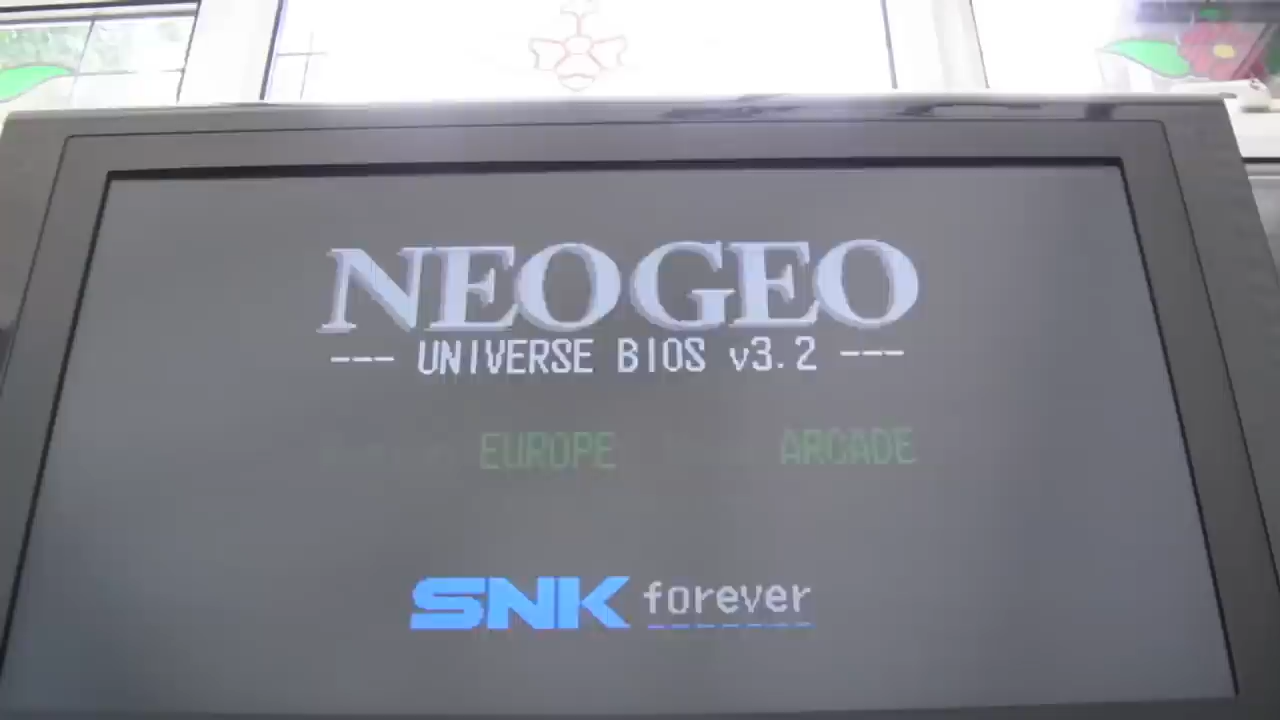 NEOGEO
--- UNIVERSE BIOS v3.2 ---
EUROPE ARCADE
SNK forever